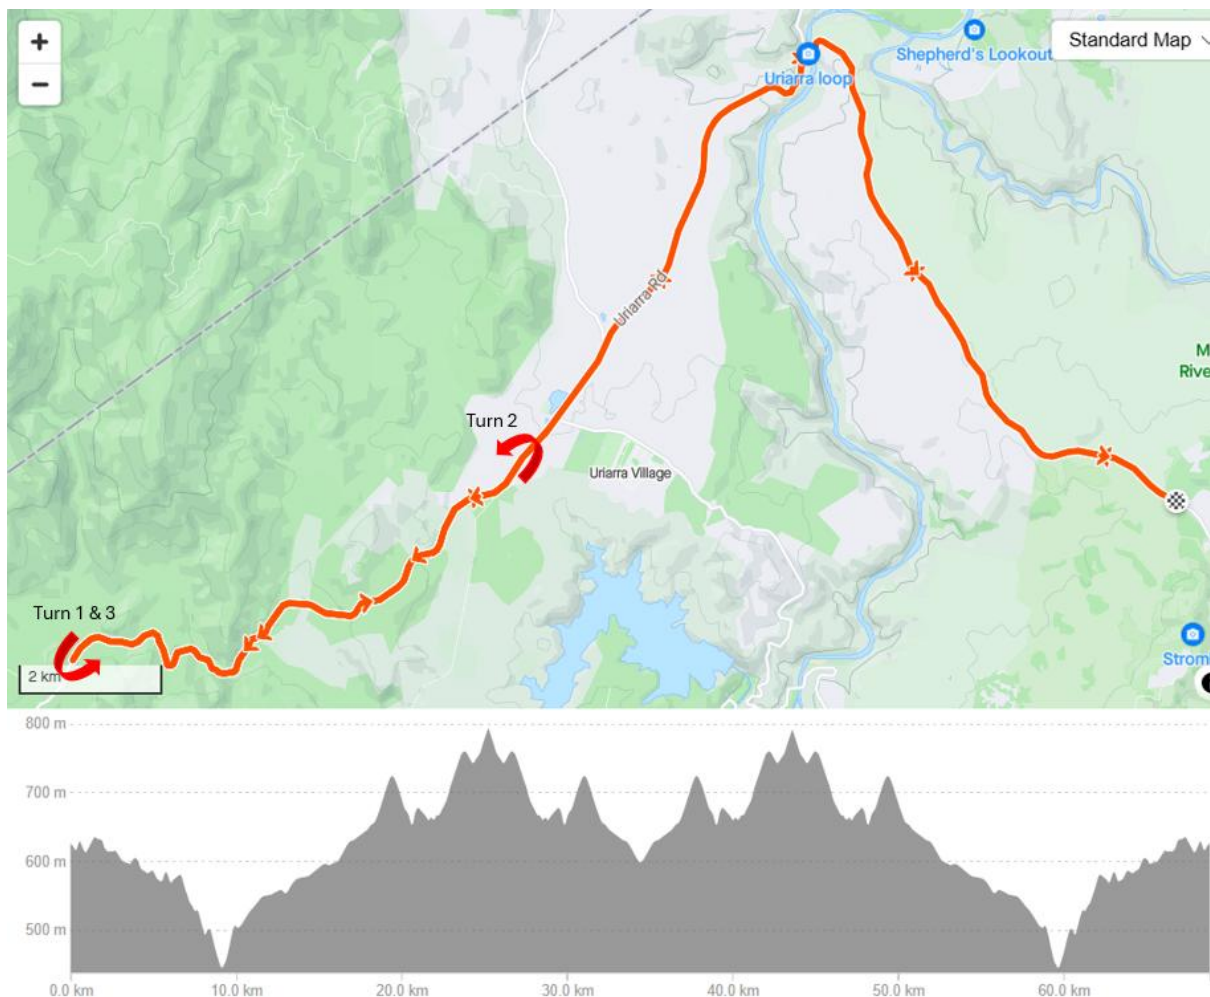 +
−
Standard Map
Shepherd's Lookout
Uriarra loop
Uriarra Rd
M
Rive
Turn 2
Uriarra Village
Turn 1 & 3
2 km
Strom
800 m
700 m
600 m
500 m
0.0 km
10.0 km
20.0 km
30.0 km
40.0 km
50.0 km
60.0 km